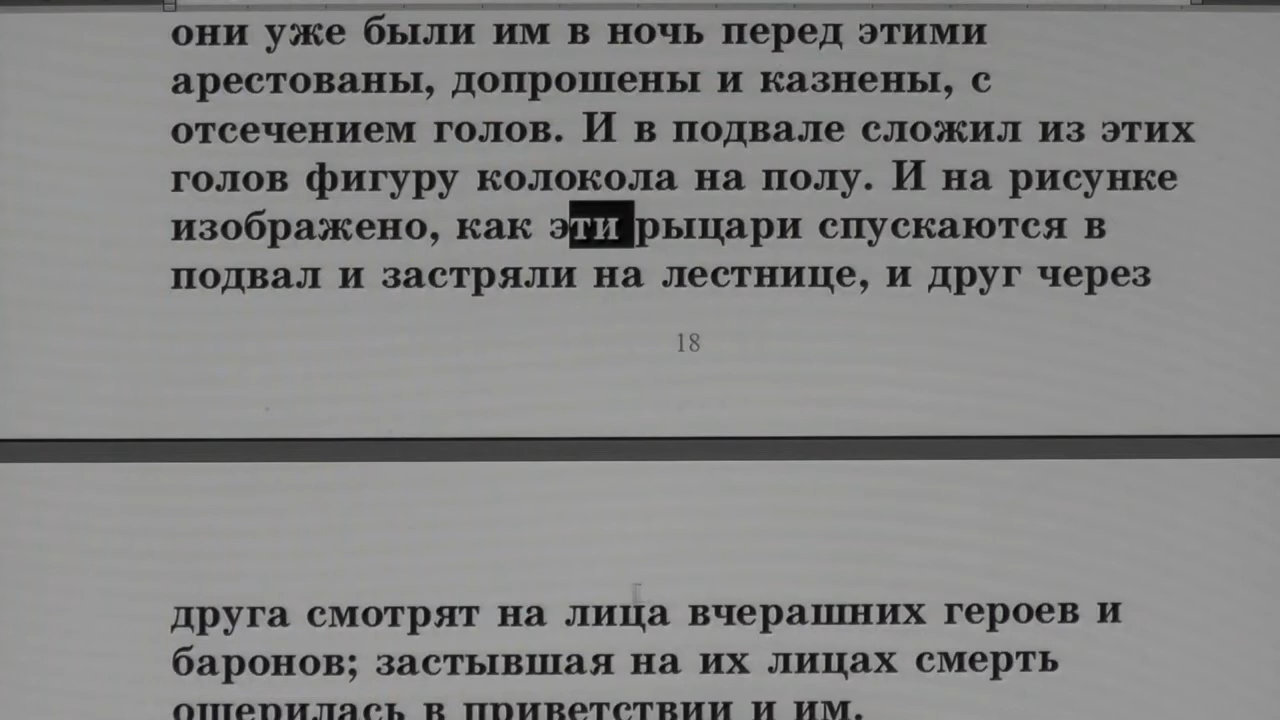 они уже были им в ночь перед этими
арестованы, допрошены и казнены, с
отсечением голов. И в подвале сложил из этих
голов фигуру колокола на полу. И на рисунке
изображено, как эти рыцари спускаются в
подвал и застряли на лестнице, и друг через
18
друга смотрят на лица вчерашних героев и
баронов; застывшая на их лицах смерть
ощерилась в приветствии и им.